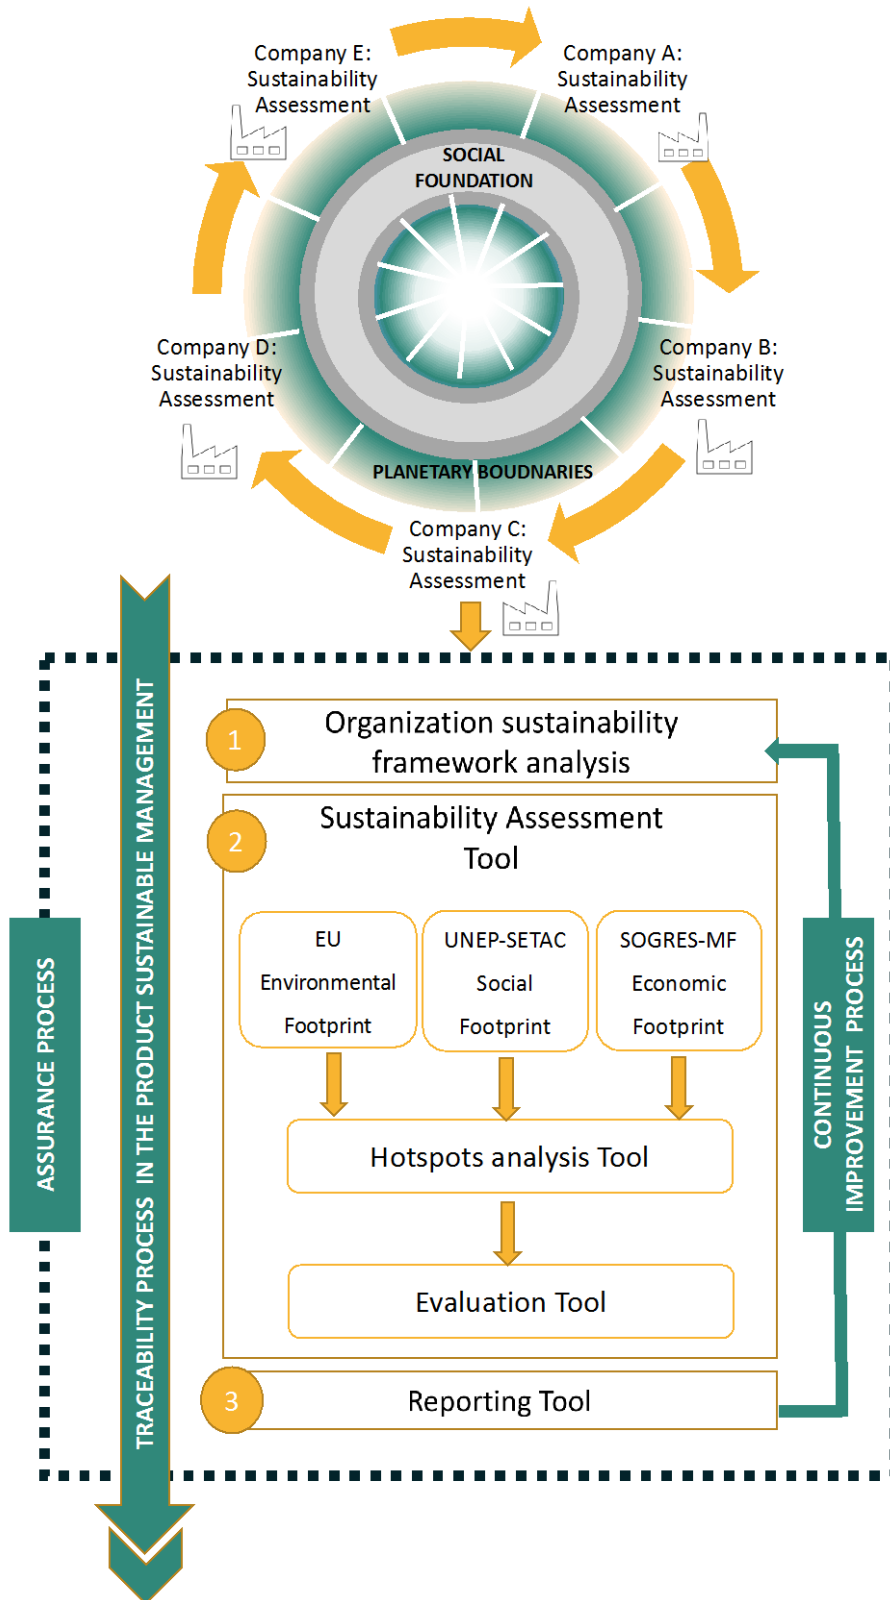 Company E:
Sustainability
Assessment
Company A:
Sustainability
Assessment
SOCIAL
FOUNDATION
Company D:
Sustainability
Assessment
Company B:
Sustainability
Assessment
PLANETARY BOUDNARIES
Company C:
Sustainability
Assessment
TRACEABILITY PROCESS IN THE PRODUCT SUSTAINABLE MANAGEMENT
ASSURANCE PROCESS
1
Organization sustainability
framework analysis
2
Sustainability Assessment
Tool
EU
Environmental
Footprint
UNEP-SETAC
Social
Footprint
SOGRES-MF
Economic
Footprint
Hotspots analysis Tool
Evaluation Tool
3
Reporting Tool
CONTINUOUS
IMPROVEMENT PROCESS